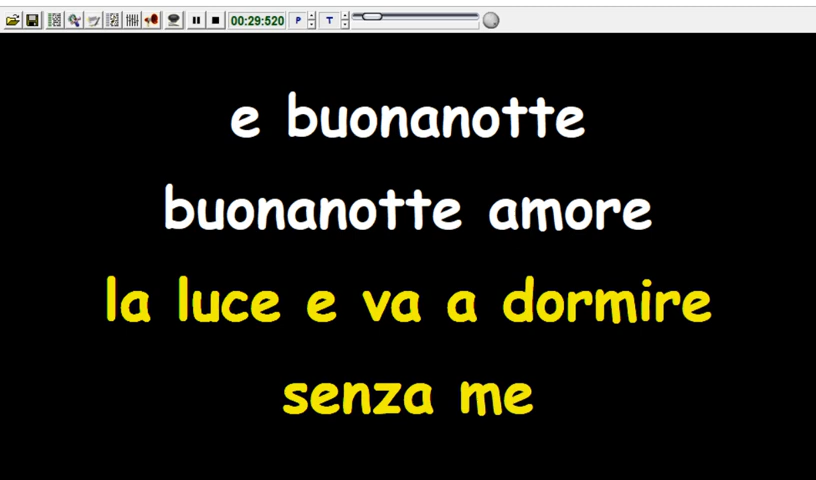 00:29:520 P T
e buonanotte
buonanotte amore
la luce e va a dormire
senza me